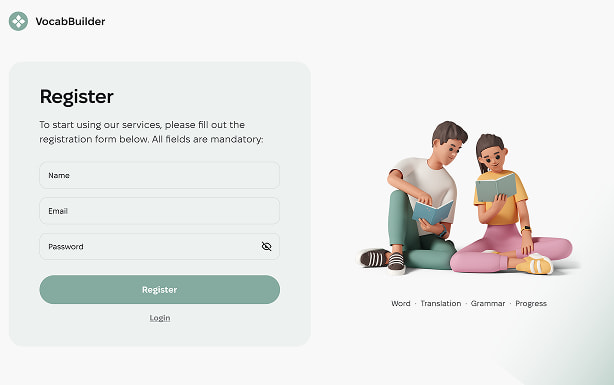 VocabBuilder
Register
To start using our services, please fill out the
registration form below. All fields are mandatory:
Name
Email
Password
Register
Login
Word · Translation · Grammar · Progress